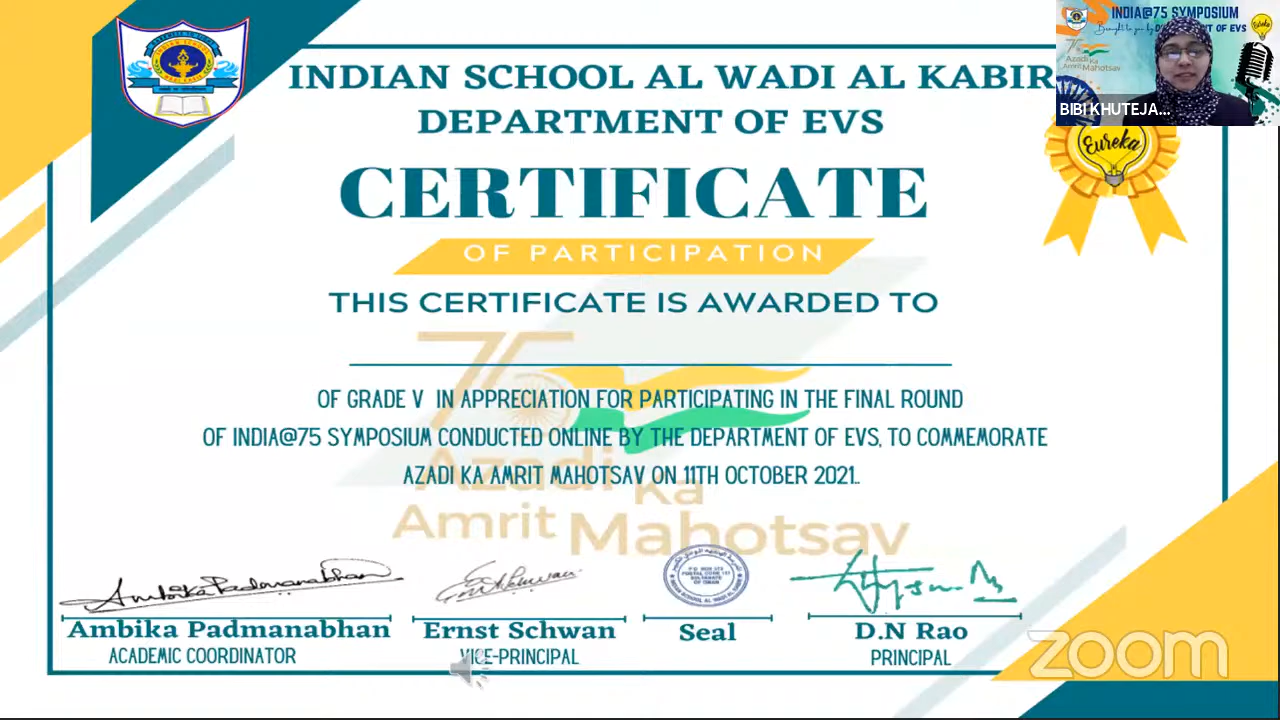 INDIA@75 SYMPOSIUM
BIBI KHUTEJA...
INDIAN SCHOOL AL WADI AL KABIR
DEPARTMENT OF EVS
Eureka
CERTIFICATE
OF PARTICIPATION
THIS CERTIFICATE IS AWARDED TO
OF GRADE V IN APPRECIATION FOR PARTICIPATING IN THE FINAL ROUND
OF INDIA@75 SYMPOSIUM CONDUCTED ONLINE BY THE DEPARTMENT OF EVS, TO COMMEMORATE
AZADI KA AMRIT MAHOTSAV ON 11TH OCTOBER 2021..
75
Azadi Ka
Amrit Mahotsav
Ambika Padmanabhan
Ambika Padmanabhan
ACADEMIC COORDINATOR
Ernst Schwan
VICE-PRINCIPAL
Seal
D.N Rao
PRINCIPAL
zoom